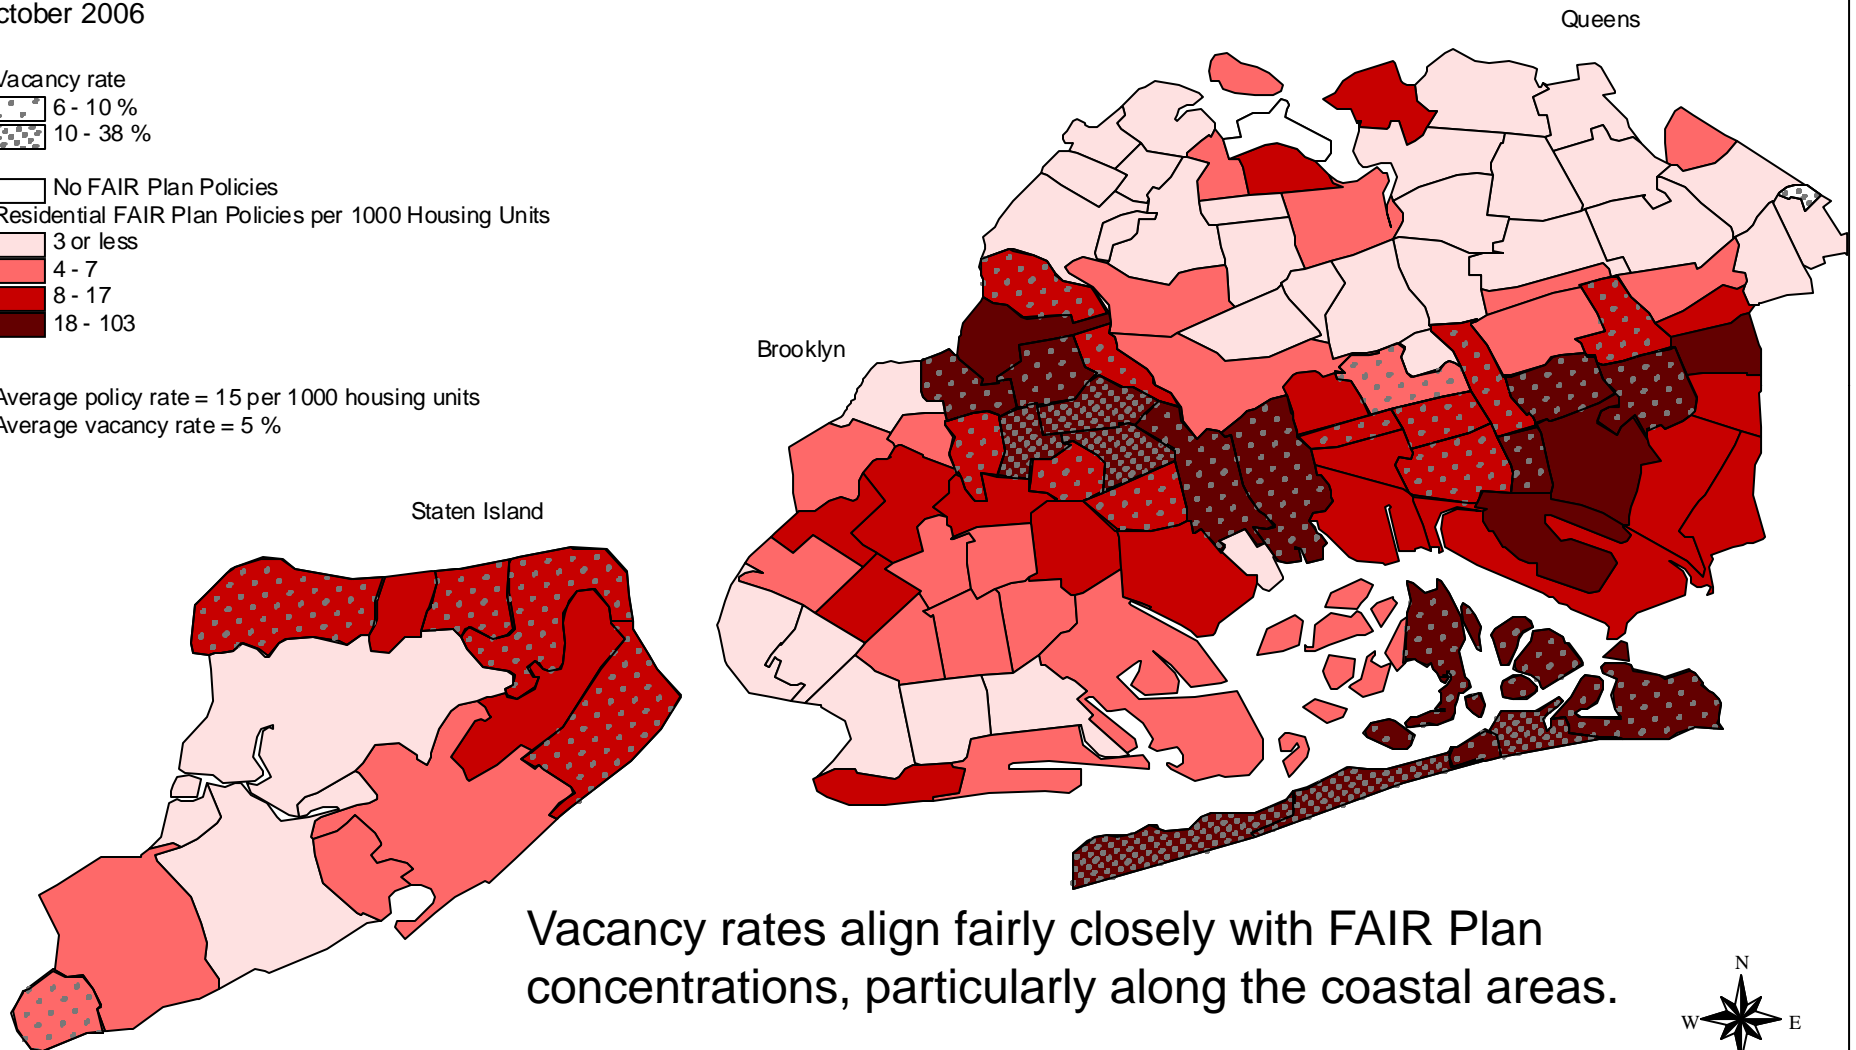 ctober 2006
Queens
Vacancy rate
6 - 10 %
10 - 38 %
No FAIR Plan Policies
Residential FAIR Plan Policies per 1000 Housing Units
3 or less
4 - 7
8 - 17
18 - 103
Brooklyn
Average policy rate = 15 per 1000 housing units
Average vacancy rate = 5 %
Staten Island
Vacancy rates align fairly closely with FAIR Plan
concentrations, particularly along the coastal areas.
N
W E